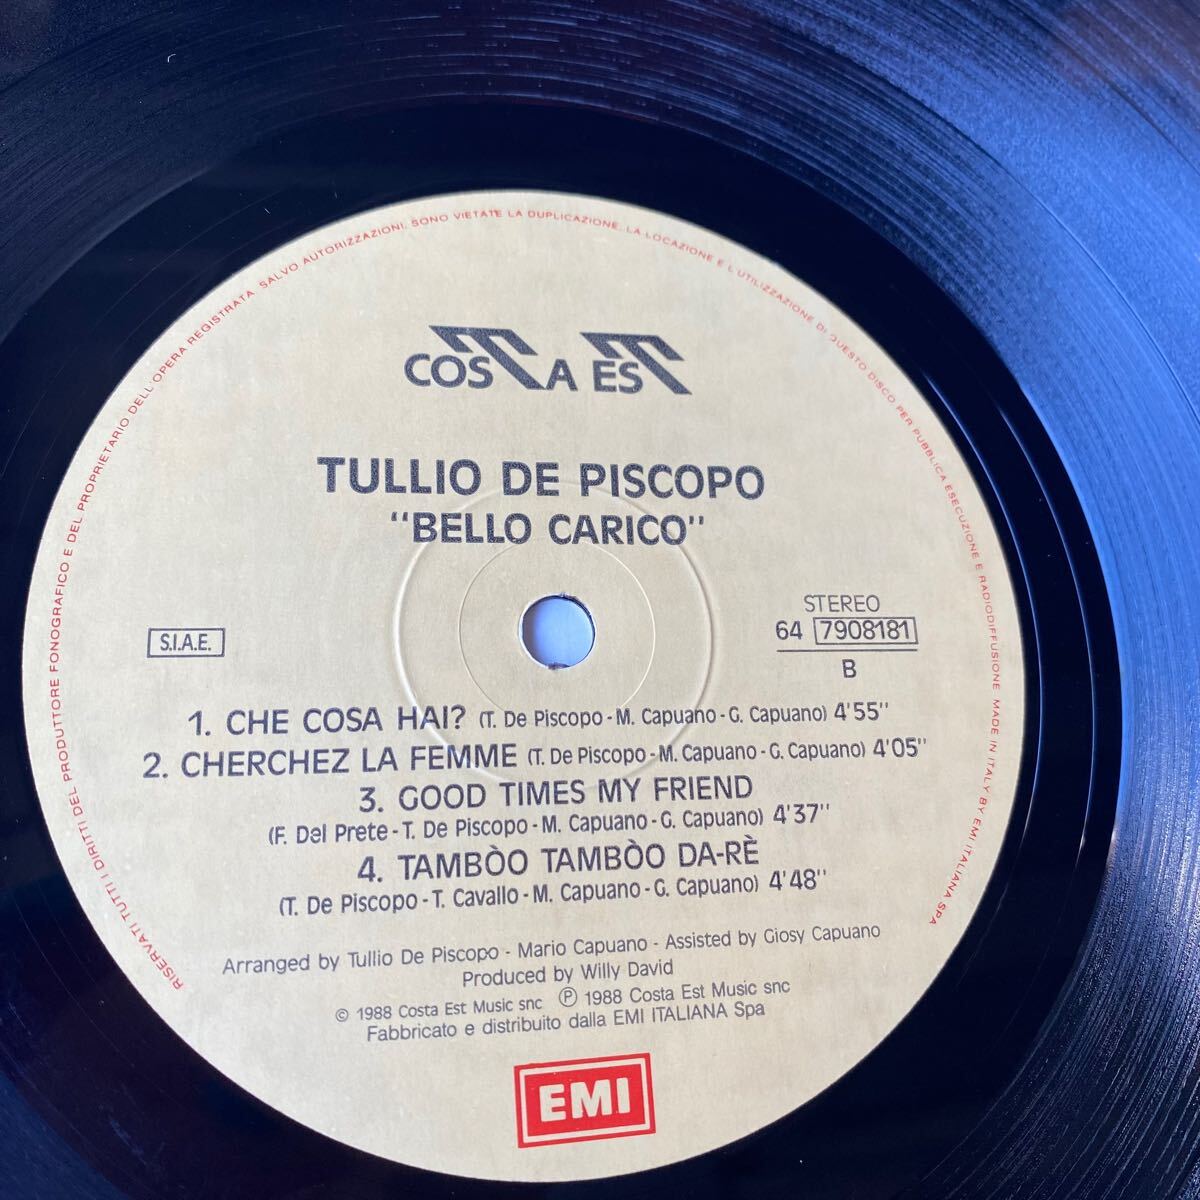 RISERVATI TUTTI I DIRITTI DEL PRODUTTORE FONOGRAFICO E DEL PROPRIETARIO DELL'OPERA REGISTRATA. SALVO AUTORIZZAZIONI, SONO VIETATE LA DUPLICAZIONE, LA LOCAZIONE E L'UTILIZZAZIONE DI QUESTO DISCO PER PUBBLICA ESECUZIONE E RADIODIFFUSIONE MADE IN ITALY BY EMI ITALIANA SPA
COSTA EST
TULLIO DE PISCOPO
"BELLO CARICO"
S.I.A.E.
STEREO
64 7908181
B
1. CHE COSA HAI? (T. De Piscopo - M. Capuano - G. Capuano) 4'55"
2. CHERCHEZ LA FEMME (T. De Piscopo - M. Capuano - G. Capuano) 4'05"
3. GOOD TIMES MY FRIEND
(F. Dal Prete - T. De Piscopo - M. Capuano - G. Capuano) 4'37"
4. TAMBÒO TAMBÒO DA-RÈ
(T. De Piscopo - T. Cavallo - M. Capuano - G. Capuano) 4'48"
Arranged by Tullio De Piscopo - Mario Capuano - Assisted by Giosy Capuano
Produced by Willy David
© 1988 Costa Est Music snc ℗ 1988 Costa Est Music snc
Fabbricato e distribuito dalla EMI ITALIANA Spa
EMI